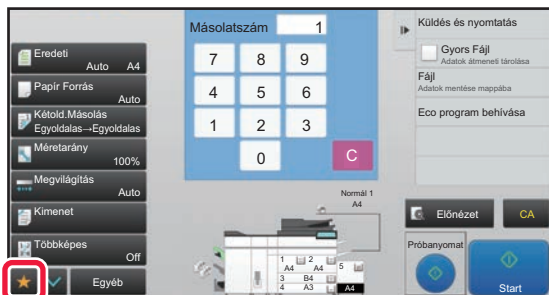 Másolatszám 1
7 8 9
4 5 6
1 2 3
0 C
Eredeti
Auto A4
Papír Forrás
Auto
Kétold.Másolás
Egyoldalas→Egyoldalas
Méretarány
100%
Megvilágítás
Auto
Kimenet
Többképes
Off
Egyéb
Normál 1
A4
1 A4
2 A4
3 B4
4 A3
5 A4
Küldés és nyomtatás
Gyors Fájl
Adatok átmeneti tárolása
Fájl
Adatok mentése mappába
Eco program behívása
Előnézet
CA
Próbanyomat
Start